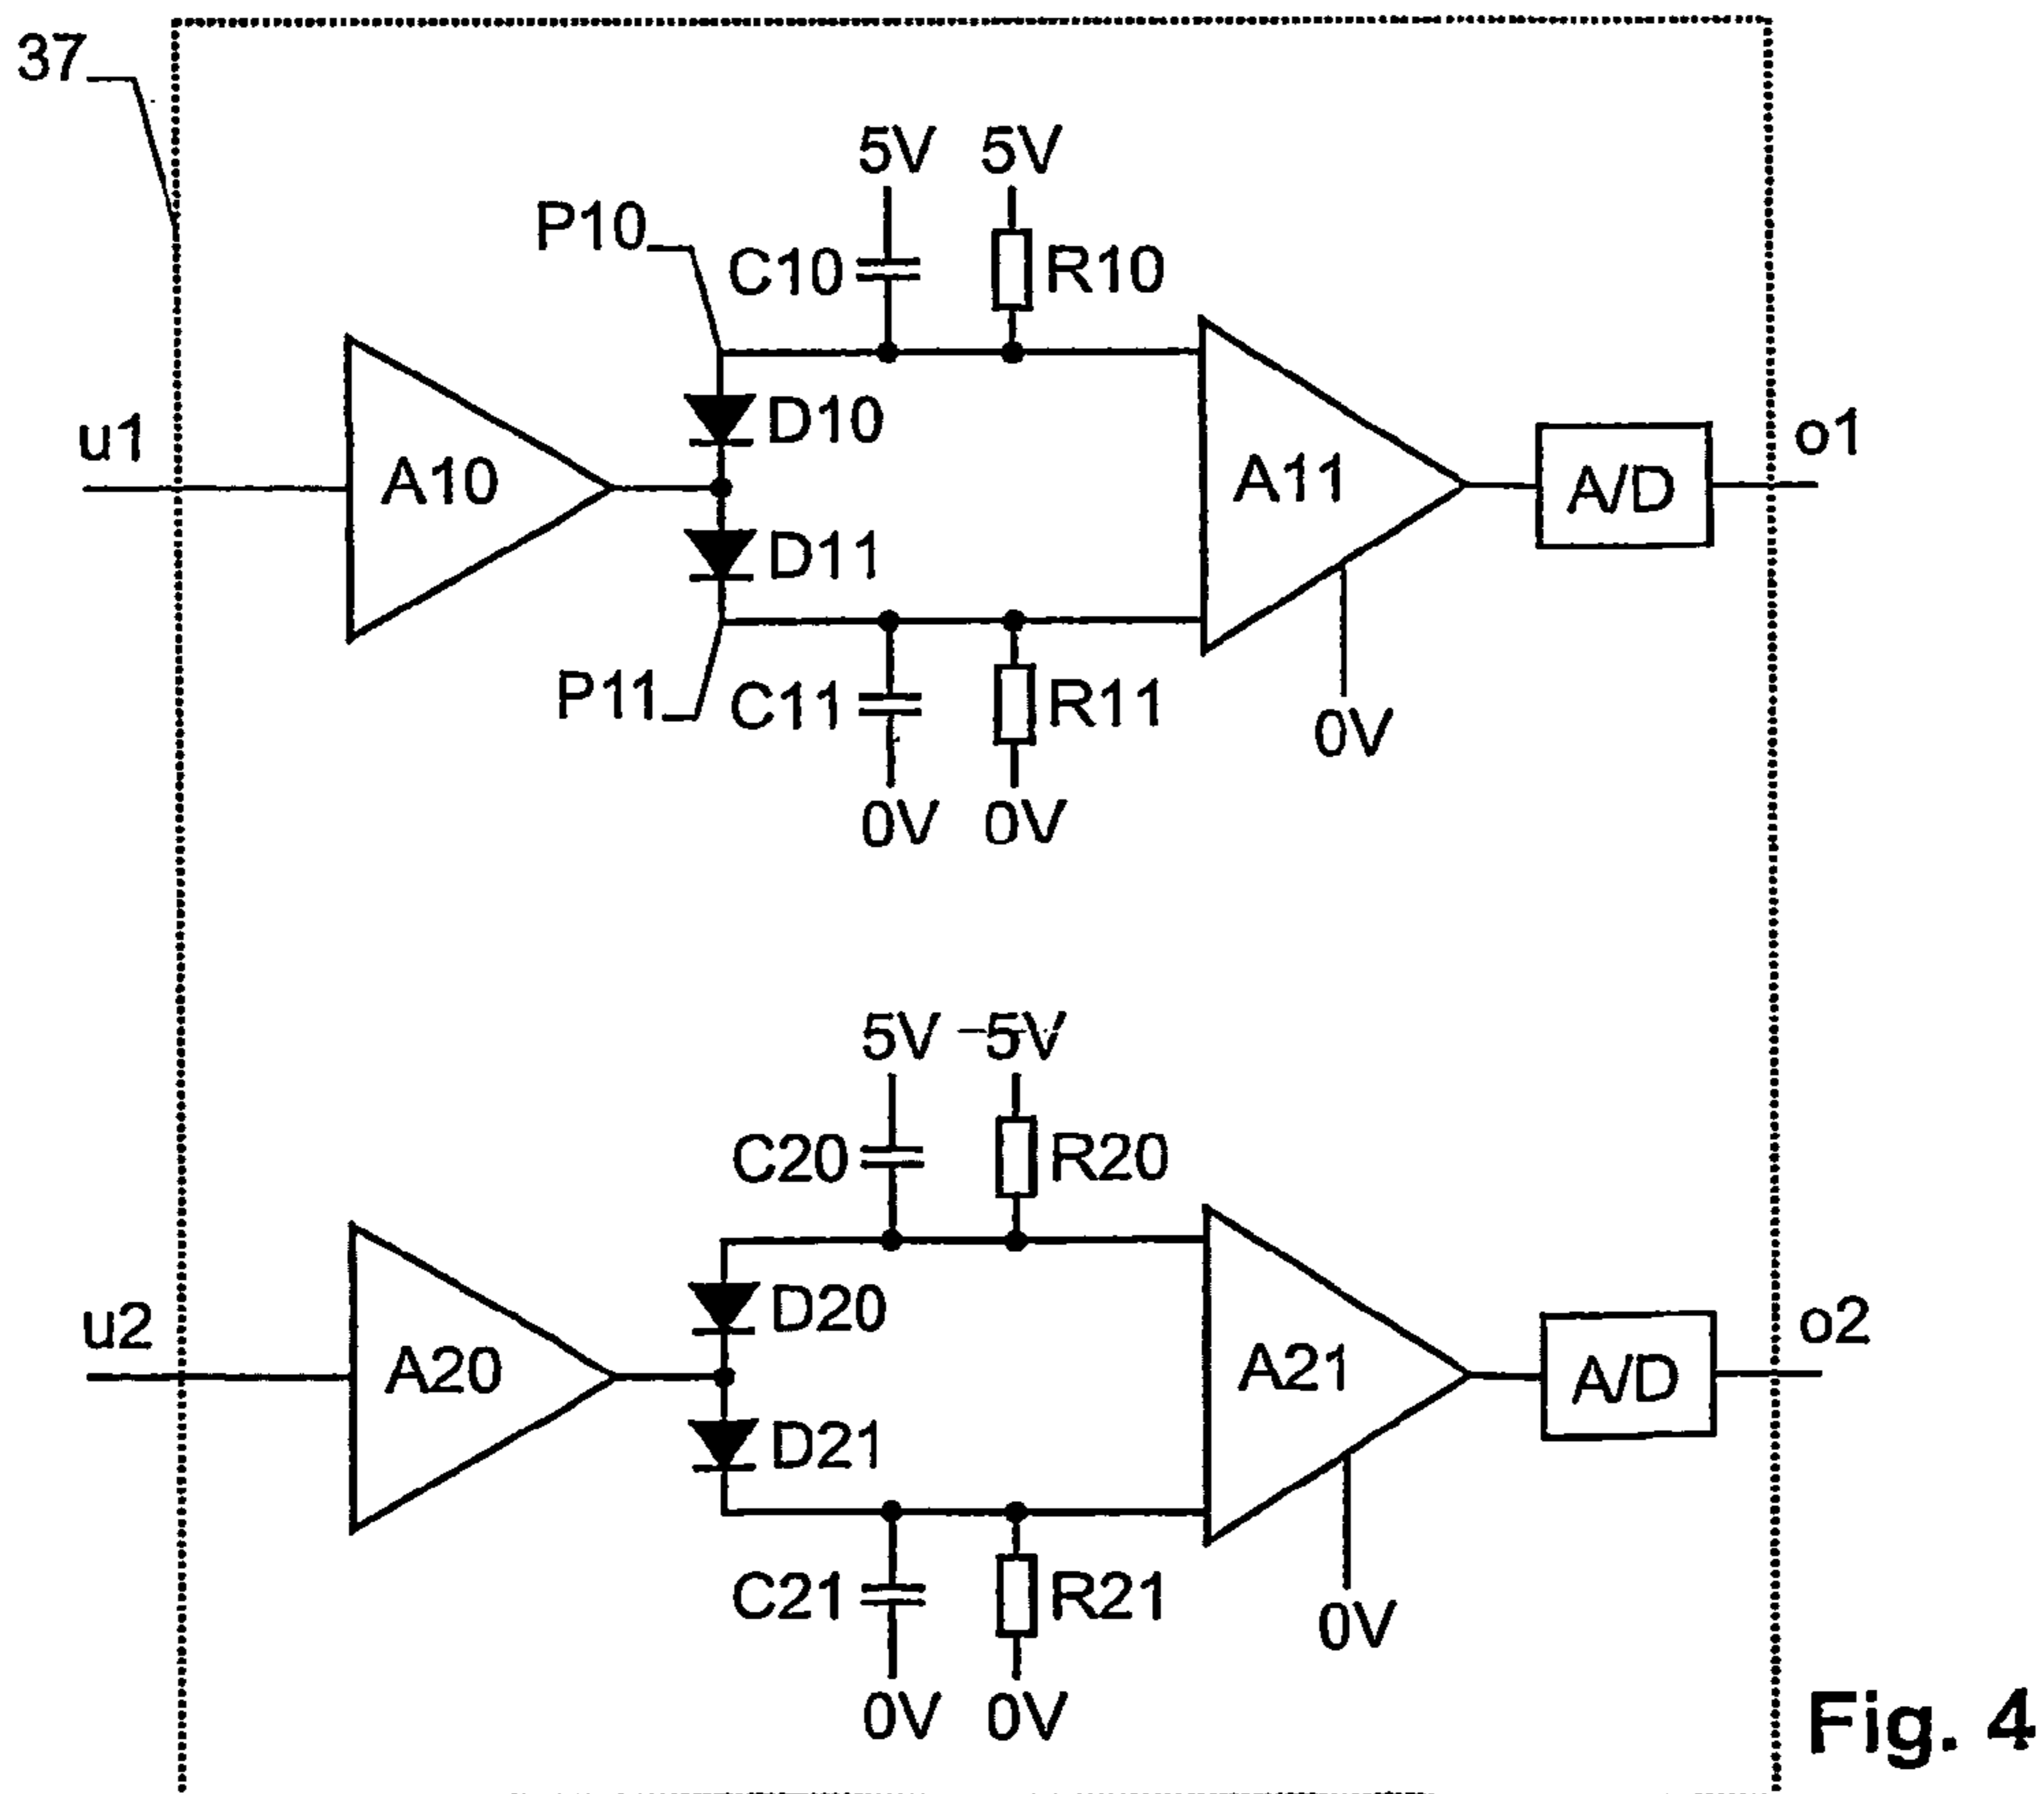 37
5V 5V
P10
C10 R10
u1 A10 D10 A11 A/D o1
D11
P11 C11 R11
0V
0V 0V
5V 5V
C20 R20
u2 A20 D20 A21 A/D o2
D21
C21 R21
0V
0V 0V
Fig. 4